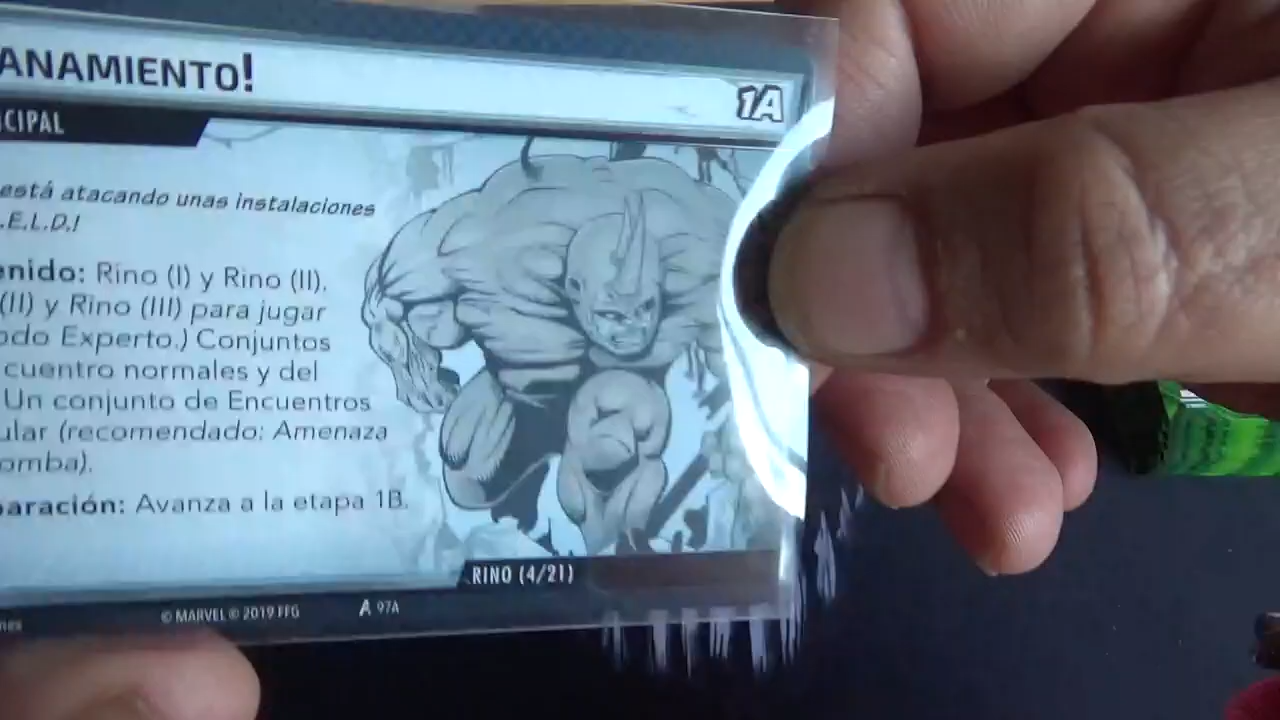 ANAMIENTO!
1A
CIPAL
está atacando unas instalaciones
.E.L.D.!
enido: Rino (I) y Rino (II).
(II) y Rino (III) para jugar
odo Experto.) Conjuntos
cuentro normales y del
Un conjunto de Encuentros
ular (recomendado: Amenaza
omba).
paración: Avanza a la etapa 1B.
RINO (4/21)
nes © MARVEL © 2019 FFG A 97A